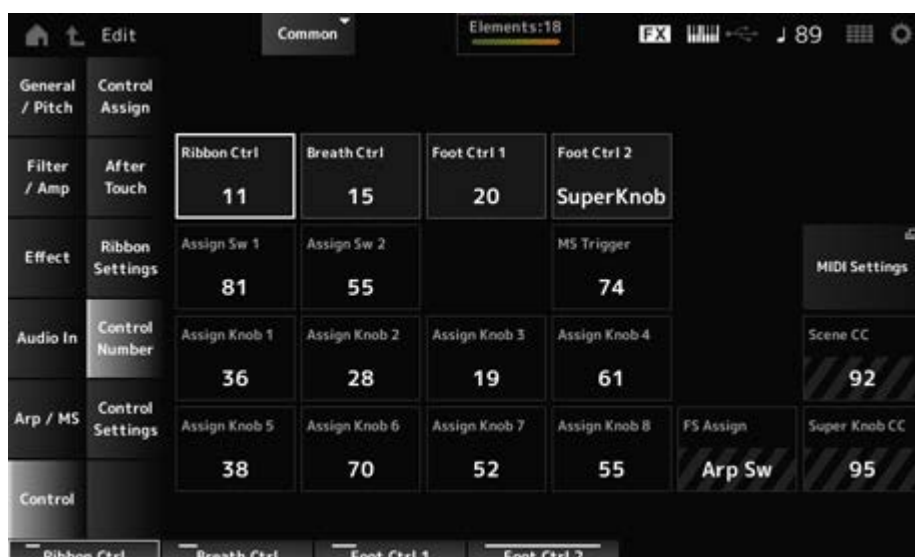 Edit
Common
Elements:18
FX
89
General
/ Pitch
Control
Assign
Filter
/ Amp
After
Touch
Ribbon Ctrl
11
Breath Ctrl
15
Foot Ctrl 1
20
Foot Ctrl 2
SuperKnob
Effect
Ribbon
Settings
Assign Sw 1
81
Assign Sw 2
55
MS Trigger
74
MIDI Settings
Audio In
Control
Number
Assign Knob 1
36
Assign Knob 2
28
Assign Knob 3
19
Assign Knob 4
61
Scene CC
92
Arp / MS
Control
Settings
Assign Knob 5
38
Assign Knob 6
70
Assign Knob 7
52
Assign Knob 8
55
FS Assign
Arp Sw
Super Knob CC
95
Control
Ribbon Ctrl
Breath Ctrl
Foot Ctrl 1
Foot Ctrl 2